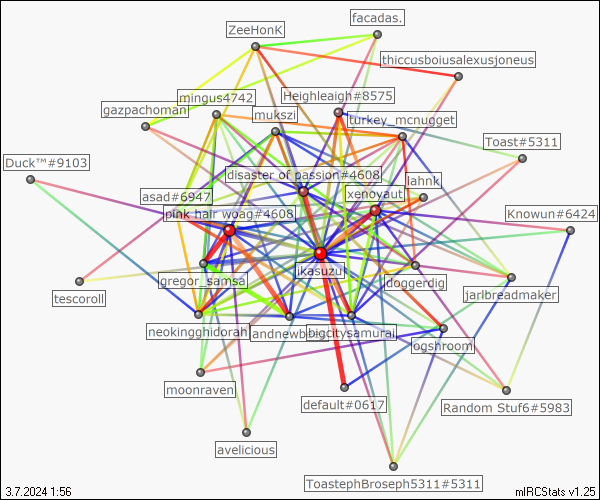 facadas.
ZeeHonK
thiccusboiusalexusjoneus
mingus4742
Heighleaigh#8575
gazpachoman
mukszi
turkey_mcnugget
Toast#5311
Duck™#9103
disaster of passion#4608
lahnk
asad#6947
xenoyaut
pink hair woag#4608
Knowun#6424
ikasuzu
gregor_samsa
doggerdig
jarlbreadmaker
tescoroll
neokingghidorah
bigcitysamurai
ogshroom
moonraven
default#0617
Random Stuf6#5983
avelicious
ToastephBroseph5311#5311
3.7.2024 1:56
mIRCStats v1.25